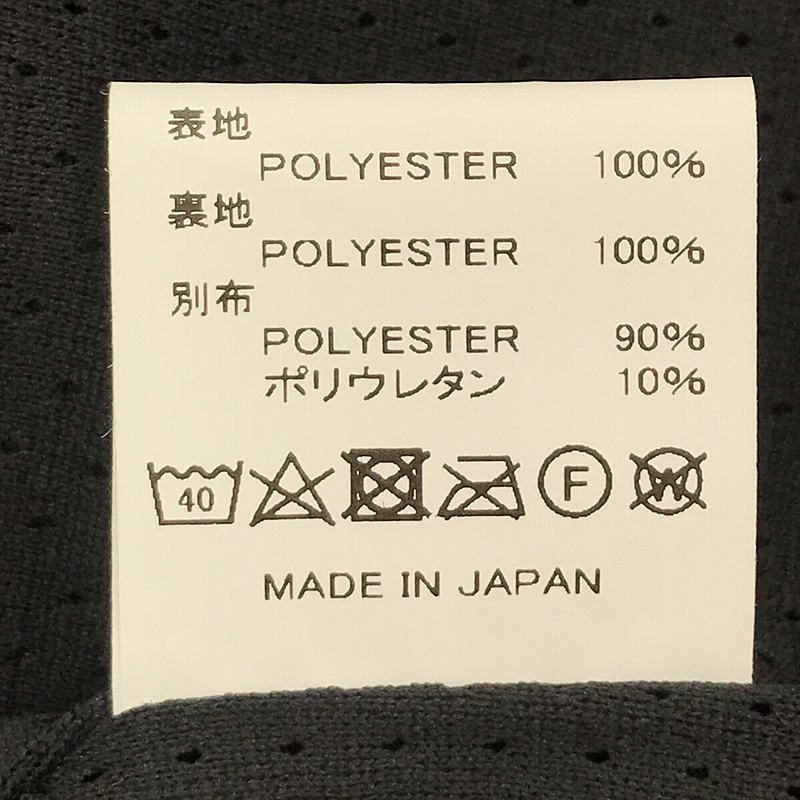 表地
POLYESTER 100%
裏地
POLYESTER 100%
別布
POLYESTER 90%
ポリウレタン 10%
40 F W
MADE IN JAPAN